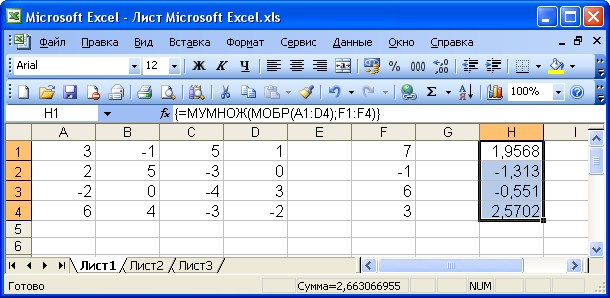 Microsoft Excel - Лист Microsoft Excel.xls
Файл Правка Вид Вставка Формат Сервис Данные Окно Справка
Arial 12 Ж К Ч
100%
H1 fx {=МУМНОЖ(МОБР(A1:D4);F1:F4)}
A B C D E F G H I
1 3 -1 5 1 7 1,9568
2 2 5 -3 0 -1 -1,313
3 -2 0 -4 3 6 -0,551
4 6 4 -3 -2 3 2,5702
5
6
Лист1 Лист2 Лист3
Готово Сумма=2,663066955 NUM